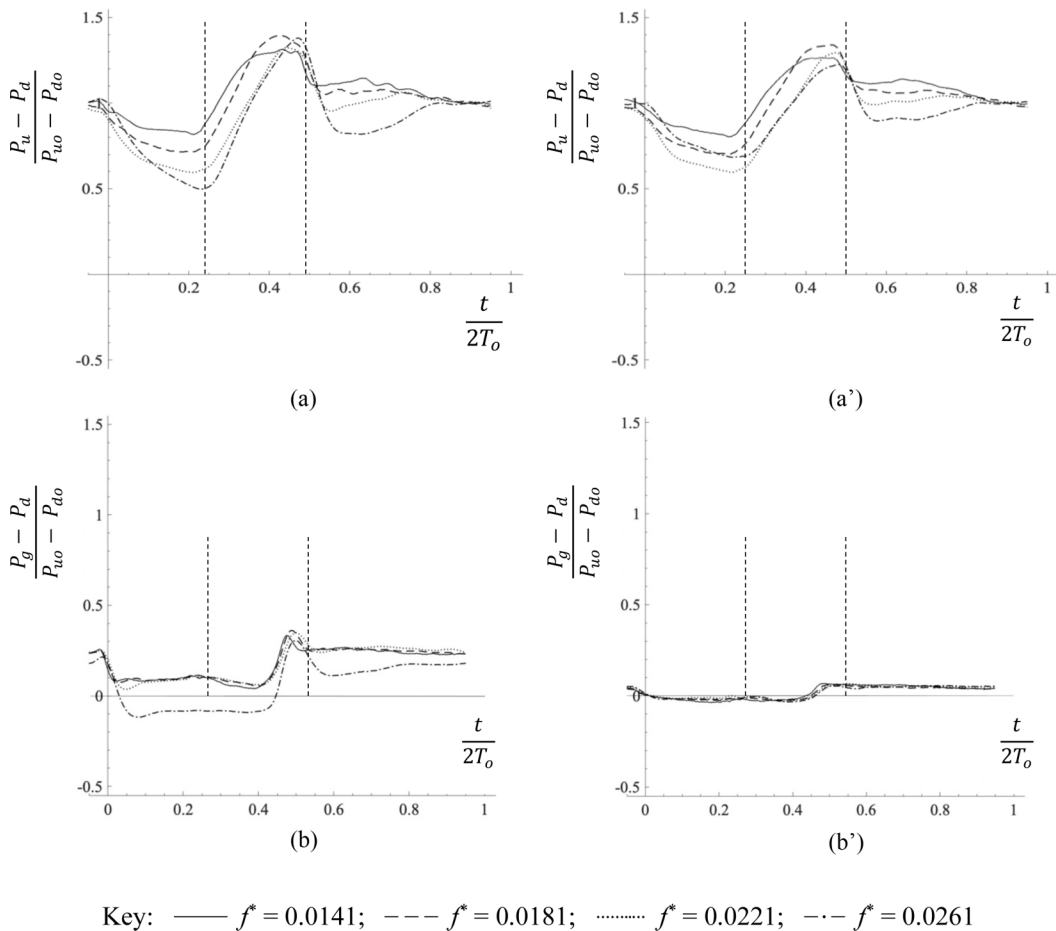 1.5
P_u − P_d
P_uo − P_do
1
0.5
0.2
0.4
0.6
0.8
1
t
2T_o
-0.5
(a)
1.5
P_u − P_d
P_uo − P_do
1
0.5
0.2
0.4
0.6
0.8
1
t
2T_o
-0.5
(a’)
1.5
P_g − P_d
P_uo − P_do
1
0.5
0
t
2T_o
-0.5
0
0.2
0.4
0.6
0.8
1
(b)
1.5
P_g − P_d
P_uo − P_do
1
0.5
0
t
2T_o
-0.5
0
0.2
0.4
0.6
0.8
1
(b’)
Key: f* = 0.0141; f* = 0.0181; f* = 0.0221; f* = 0.0261